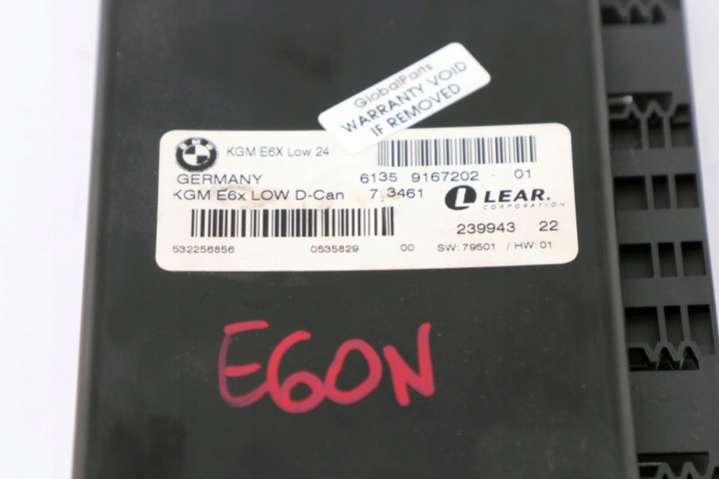 GlobalParts
WARRANTY VOID
IF REMOVED
BMW
KGM E6X Low 24
GERMANY 6135 9167202 - 01
KGM E6x LOW D-Can 7.3461 LEAR.
CORPORATION
239943 22
532256856 0535829 00 SW: 79501 / HW: 01
E60N